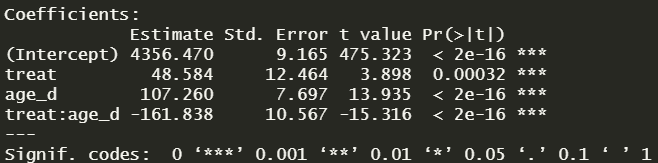 Coefficients:
Estimate Std. Error t value Pr(>|t|)
(Intercept) 4356.470 9.165 475.323 < 2e-16 ***
treat 48.584 12.464 3.898 0.00032 ***
age_d 107.260 7.697 13.935 < 2e-16 ***
treat:age_d -161.838 10.567 -15.316 < 2e-16 ***
---
Signif. codes: 0 ‘***’ 0.001 ‘**’ 0.01 ‘*’ 0.05 ‘.’ 0.1 ‘ ’ 1